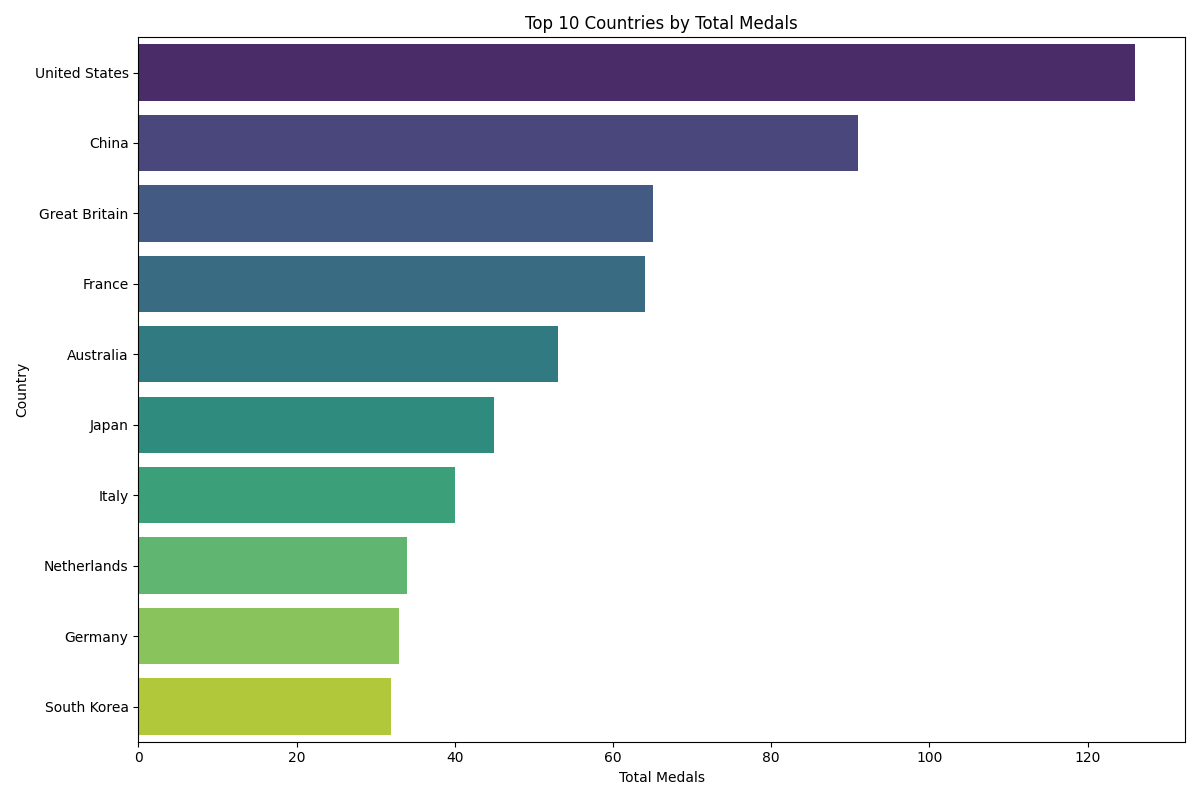 Top 10 Countries by Total Medals
United States
China
Great Britain
France
Australia
Japan
Italy
Netherlands
Germany
South Korea
Country
0 20 40 60 80 100 120
Total Medals